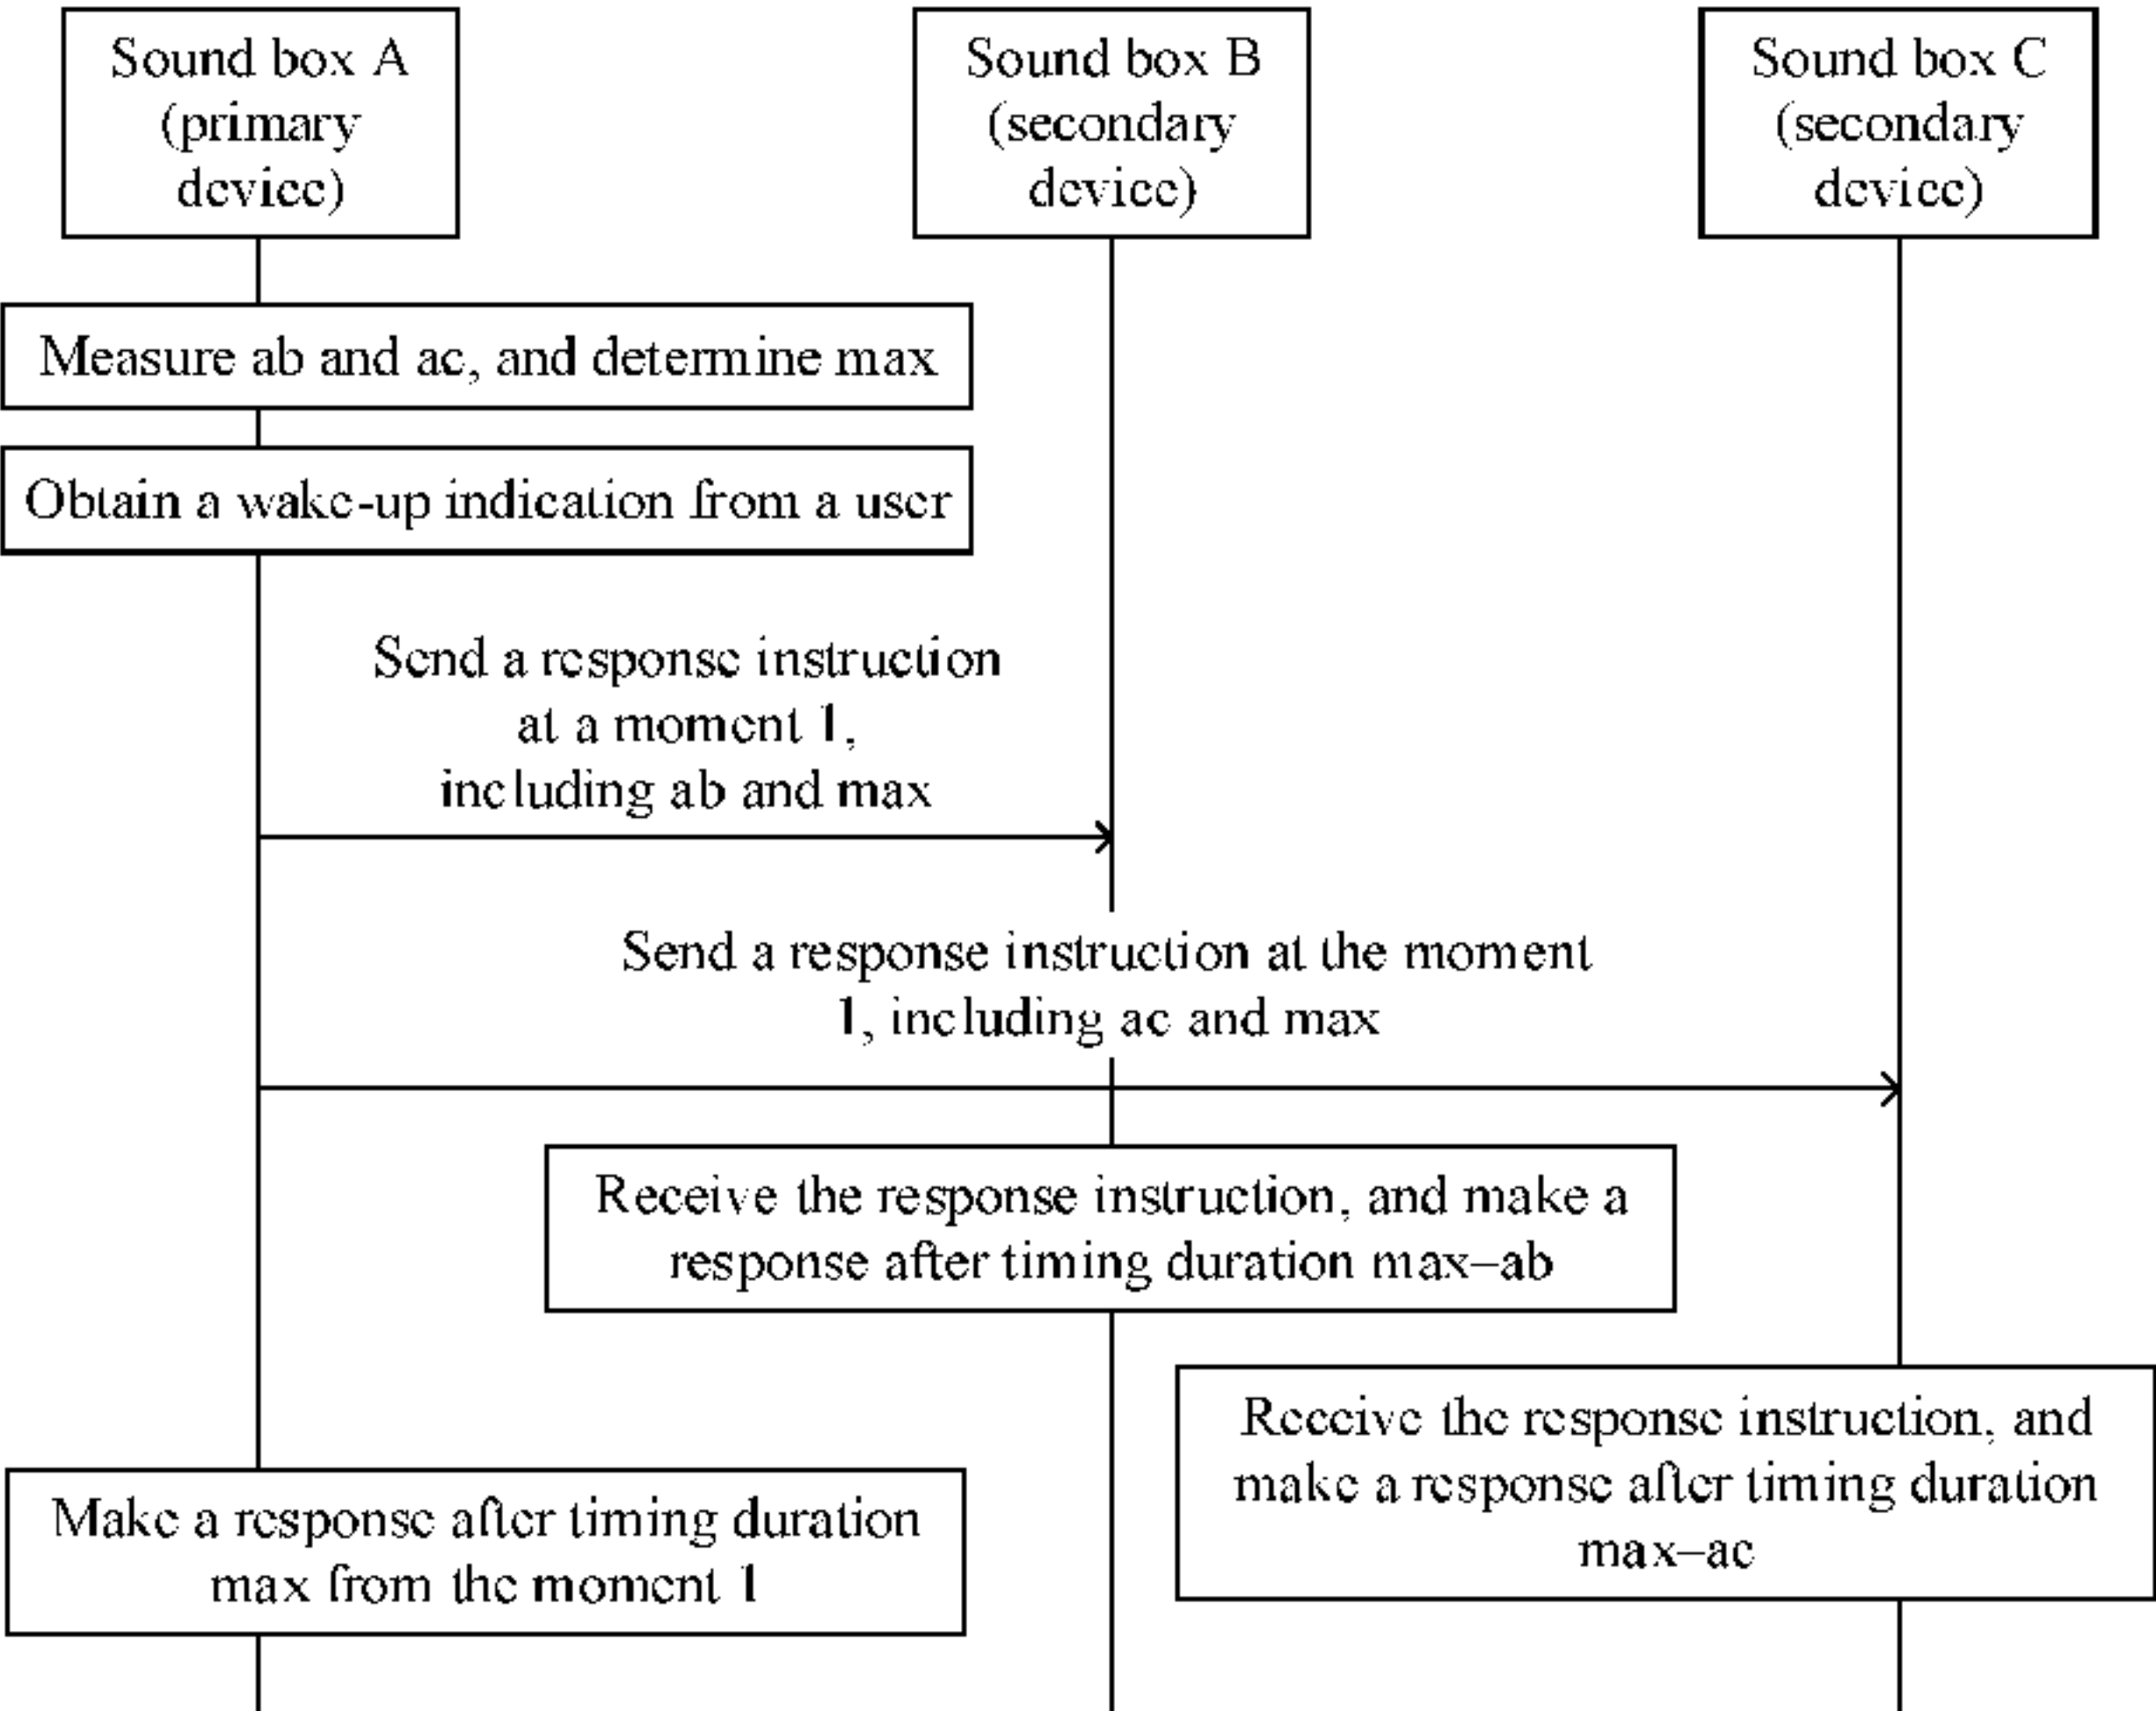 Sound box A
(primary
device)
Sound box B
(secondary
device)
Sound box C
(secondary
device)
Measure ab and ac, and determine max
Obtain a wake-up indication from a user
Send a response instruction
at a moment 1,
including ab and max
Send a response instruction at the moment
1, including ac and max
Receive the response instruction, and make a
response after timing duration max–ab
Receive the response instruction, and
make a response after timing duration
max–ac
Make a response after timing duration
max from the moment 1